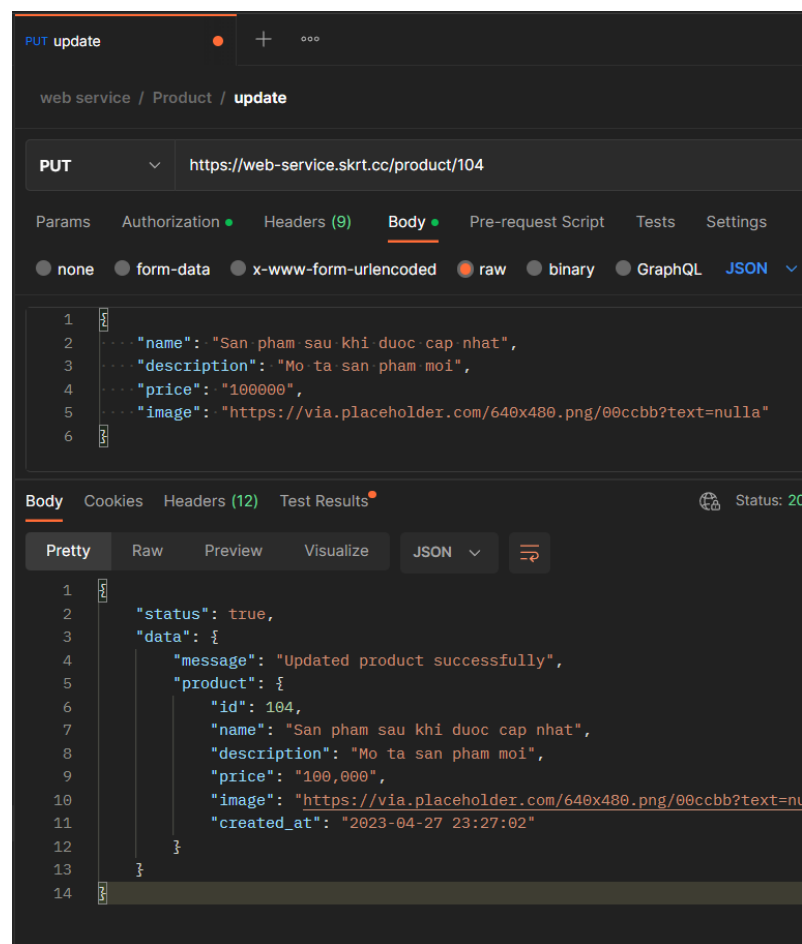 PUT update
web service / Product / update
PUT https://web-service.skrt.cc/product/104
Params Authorization Headers (9) Body Pre-request Script Tests Settings
none form-data x-www-form-urlencoded raw binary GraphQL JSON
1 {
2 "name": "San pham sau khi duoc cap nhat",
3 "description": "Mo ta san pham moi",
4 "price": "100000",
5 "image": "https://via.placeholder.com/640x480.png/00ccbb?text=nulla"
6 }
Body Cookies Headers (12) Test Results Status: 20
Pretty Raw Preview Visualize JSON
1 {
2 "status": true,
3 "data": {
4 "message": "Updated product successfully",
5 "product": {
6 "id": 104,
7 "name": "San pham sau khi duoc cap nhat",
8 "description": "Mo ta san pham moi",
9 "price": "100,000",
10 "image": "https://via.placeholder.com/640x480.png/00ccbb?text=nu
11 "created_at": "2023-04-27 23:27:02"
12 }
13 }
14 }